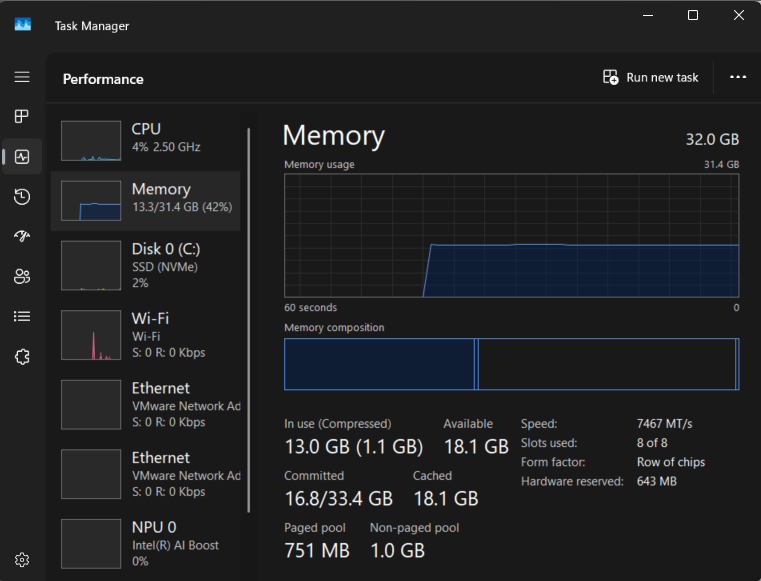 Task Manager
Performance
Run new task
CPU
4% 2.50 GHz
Memory
13.3/31.4 GB (42%)
Disk 0 (C:)
SSD (NVMe)
2%
Wi-Fi
Wi-Fi
S: 0 R: 0 Kbps
Ethernet
VMware Network Ad
S: 0 R: 0 Kbps
Ethernet
VMware Network Ad
S: 0 R: 0 Kbps
NPU 0
Intel(R) AI Boost
0%
Memory 32.0 GB
Memory usage 31.4 GB
60 seconds 0
Memory composition
In use (Compressed) Available
13.0 GB (1.1 GB) 18.1 GB
Committed Cached
16.8/33.4 GB 18.1 GB
Paged pool Non-paged pool
751 MB 1.0 GB
Speed: 7467 MT/s
Slots used: 8 of 8
Form factor: Row of chips
Hardware reserved: 643 MB